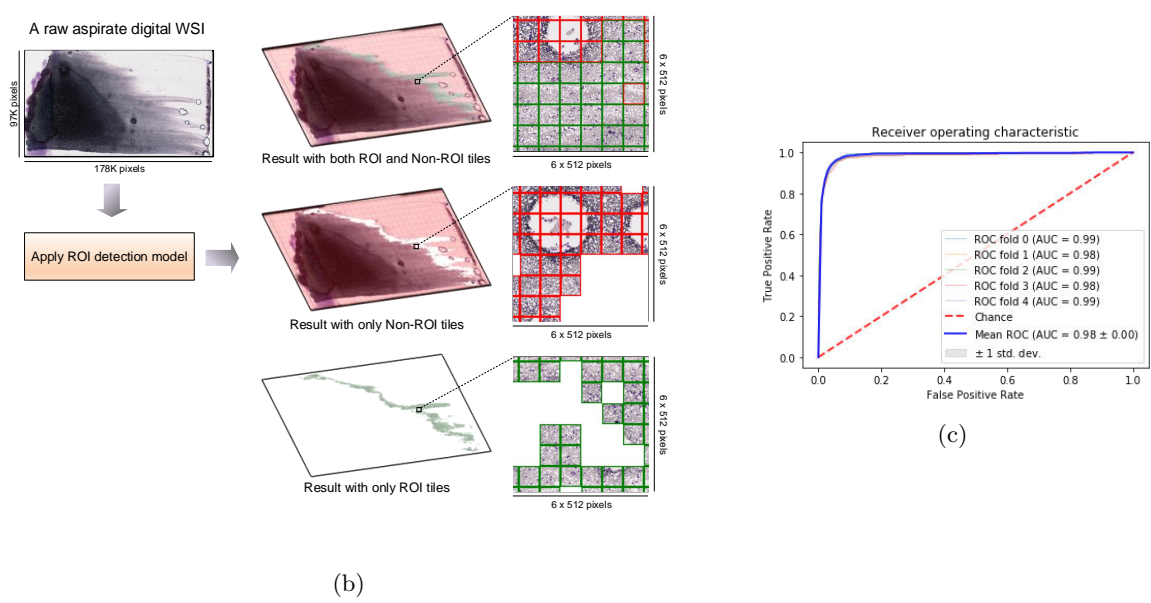 A raw aspirate digital WSI
97K pixels
178K pixels
Apply ROI detection model
Result with both ROI and Non-ROI tiles
6 x 512 pixels
6 x 512 pixels
Result with only Non-ROI tiles
6 x 512 pixels
6 x 512 pixels
Result with only ROI tiles
6 x 512 pixels
6 x 512 pixels
(b)
Receiver operating characteristic
True Positive Rate
1.0
0.8
0.6
0.4
0.2
0.0
ROC fold 0 (AUC = 0.99)
ROC fold 1 (AUC = 0.98)
ROC fold 2 (AUC = 0.99)
ROC fold 3 (AUC = 0.98)
ROC fold 4 (AUC = 0.99)
Chance
Mean ROC (AUC = 0.98 ± 0.00)
± 1 std. dev.
0.0 0.2 0.4 0.6 0.8 1.0
False Positive Rate
(c)